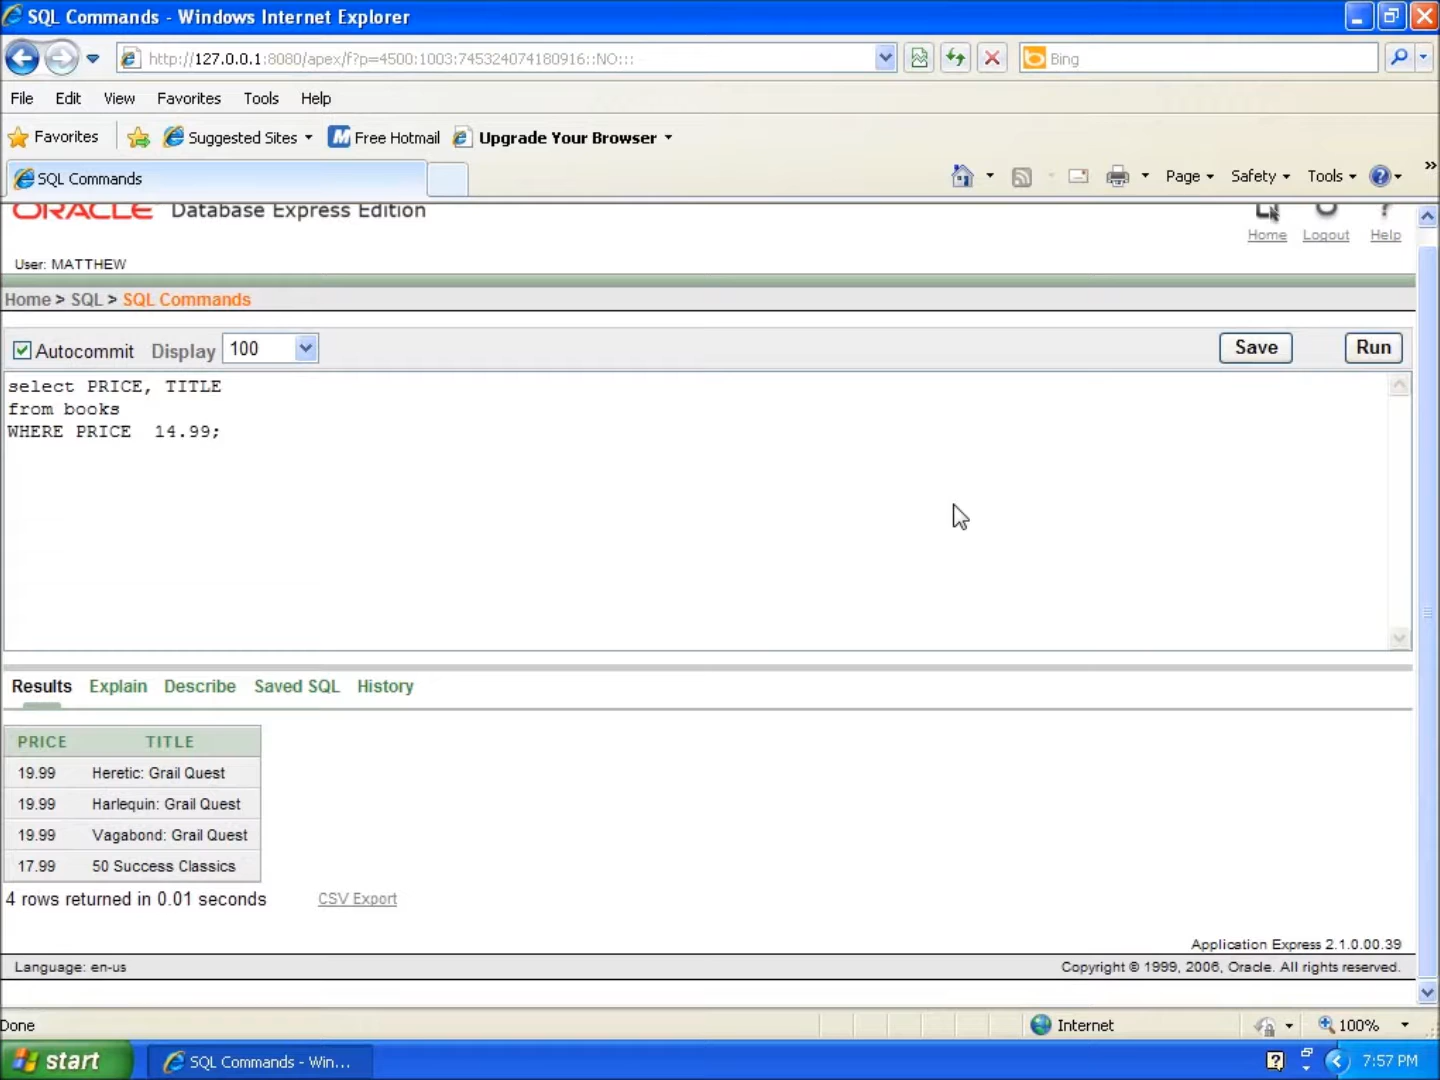 SQL Commands - Windows Internet Explorer
http://127.0.0.1:8080/apex/f?p=4500:1003:745324074180916::NO:::
Bing
File Edit View Favorites Tools Help
Favorites Suggested Sites Free Hotmail Upgrade Your Browser
SQL Commands
Page Safety Tools
ORACLE Database Express Edition
Home Logout Help
User: MATTHEW
Home > SQL > SQL Commands
Autocommit Display 100 Save Run
select PRICE, TITLE
from books
WHERE PRICE  14.99;
Results Explain Describe Saved SQL History
PRICE TITLE
19.99 Heretic: Grail Quest
19.99 Harlequin: Grail Quest
19.99 Vagabond: Grail Quest
17.99 50 Success Classics
4 rows returned in 0.01 seconds CSV Export
Application Express 2.1.0.00.39
Language: en-us Copyright © 1999, 2006, Oracle. All rights reserved.
Done Internet 100%
start SQL Commands - Win... 7:57 PM